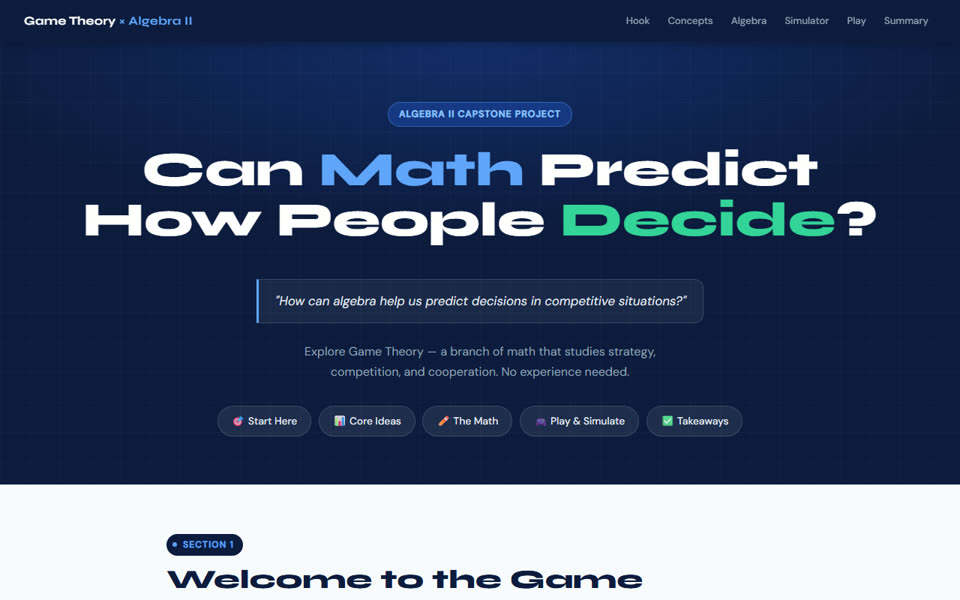 Game Theory × Algebra II
Hook Concepts Algebra Simulator Play Summary
ALGEBRA II CAPSTONE PROJECT
Can Math Predict
How People Decide?
"How can algebra help us predict decisions in competitive situations?"
Explore Game Theory — a branch of math that studies strategy,
competition, and cooperation. No experience needed.
🎯 Start Here 📊 Core Ideas 🧪 The Math 🎮 Play & Simulate ✅ Takeaways
SECTION 1
Welcome to the Game